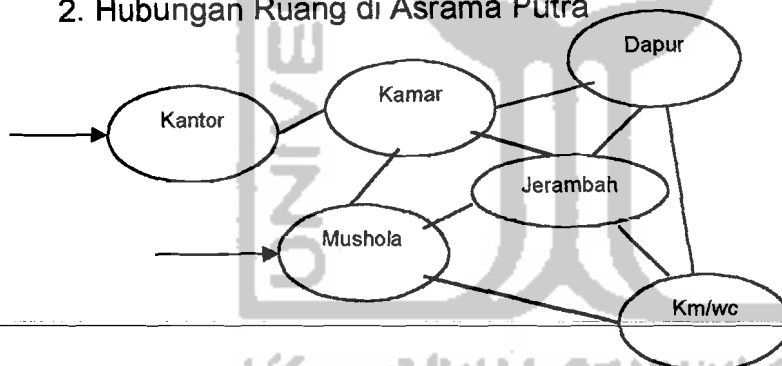 2. Hubungan Ruang di Asrama Putra
Dapur
Kamar
Kantor
Jerambah
Mushola
Km/wc